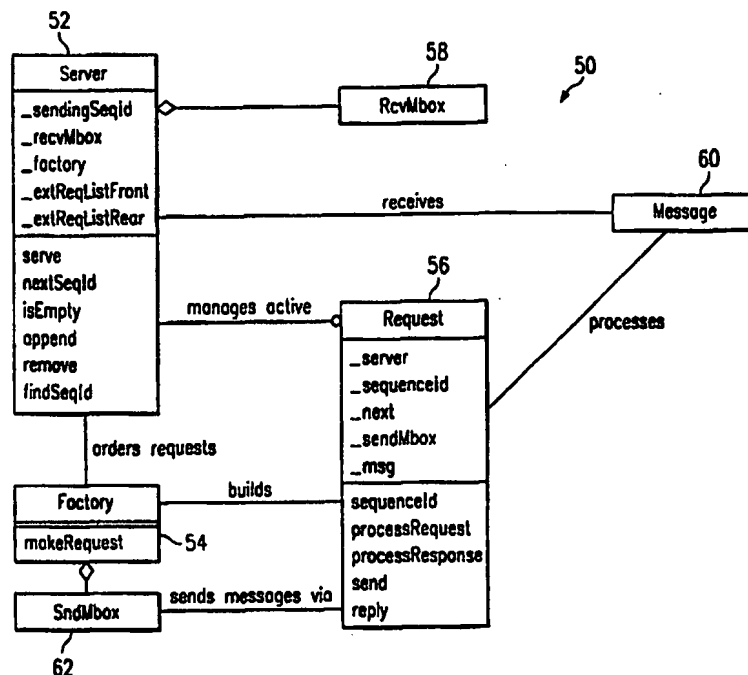 52
Server
_sendingSeqId
_recvMbox
_factory
_extReqListFront
_extReqListRear
serve
nextSeqId
isEmpty
append
remove
findSeqId
58
RcvMbox
50
receives
60
Message
manages active
56
Request
_server
_sequenceId
_next
_sendMbox
_msg
sequenceId
processRequest
processResponse
send
reply
processes
orders requests
Factory
makeRequest
54
builds
SndMbox
sends messages via
62